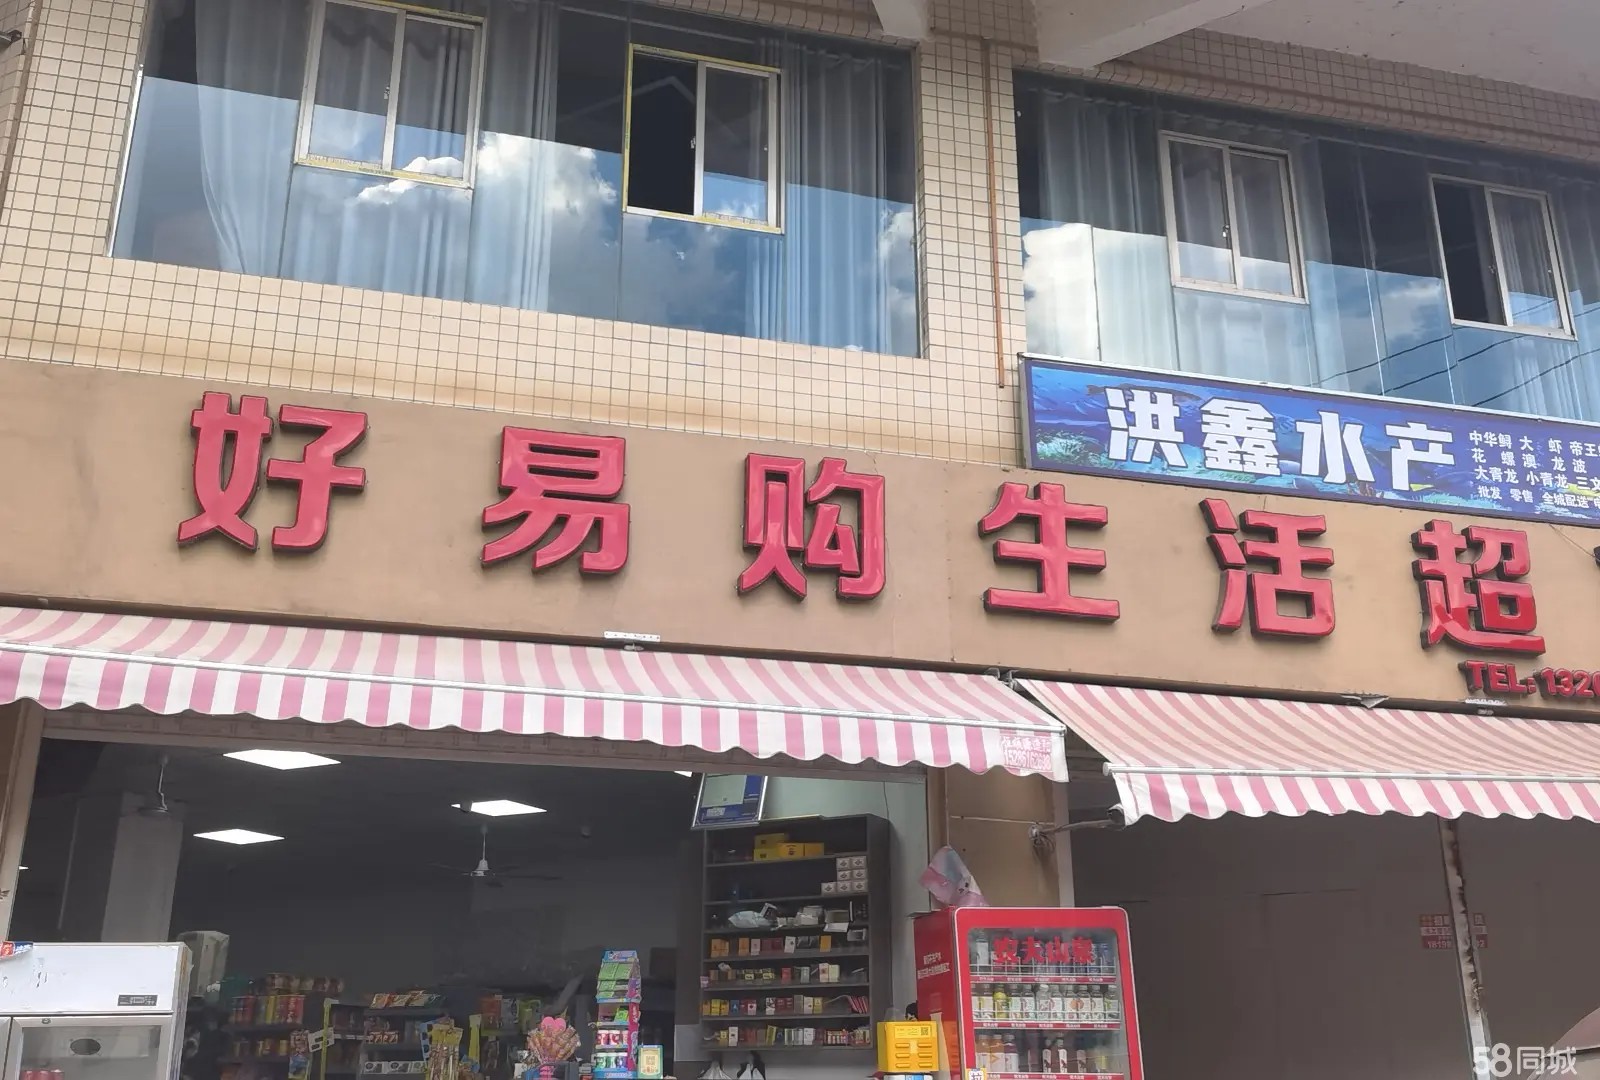 洪鑫水产
中华鲟 大 虾 帝王
花 螺 澳 龙 波
大青龙 小青龙 三文
批发 零售 全城配送
好易购生活超
TEL:1320
农夫山泉
58同城